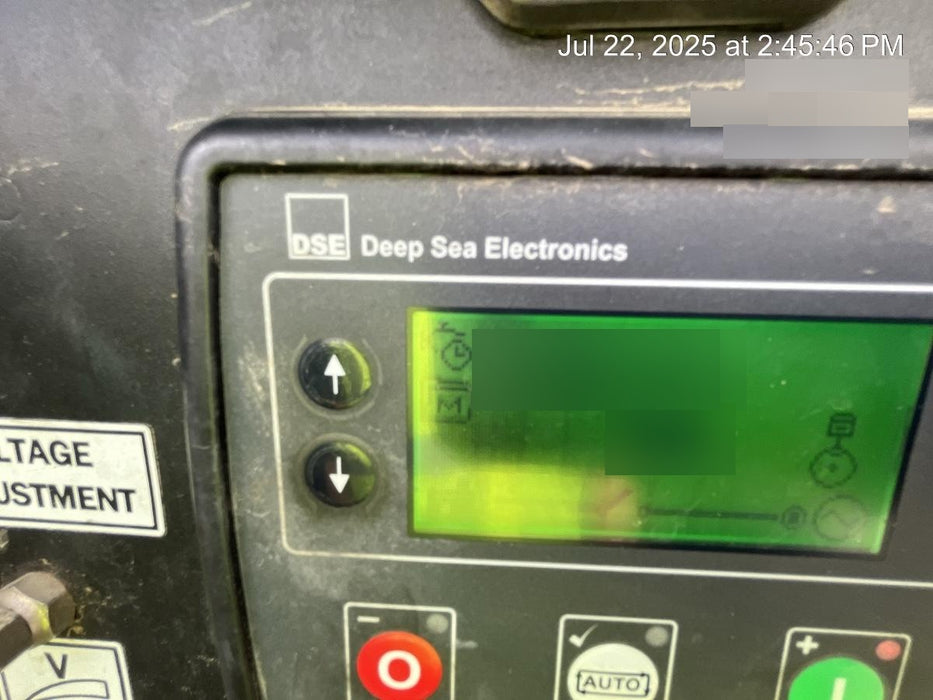 Jul 22, 2025 at 2:45:46 PM
DSE Deep Sea Electronics
LTAGE
USTMENT
M
V
− 
O
AUTO
+
I